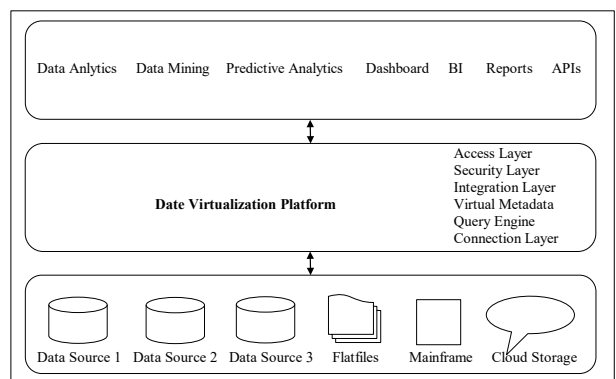 Data Anlytics Data Mining Predictive Analytics Dashboard BI Reports APIs
Access Layer
Security Layer
Integration Layer
Date Virtualization Platform
Virtual Metadata
Query Engine
Connection Layer
Data Source 1 Data Source 2 Data Source 3 Flatfiles Mainframe Cloud Storage